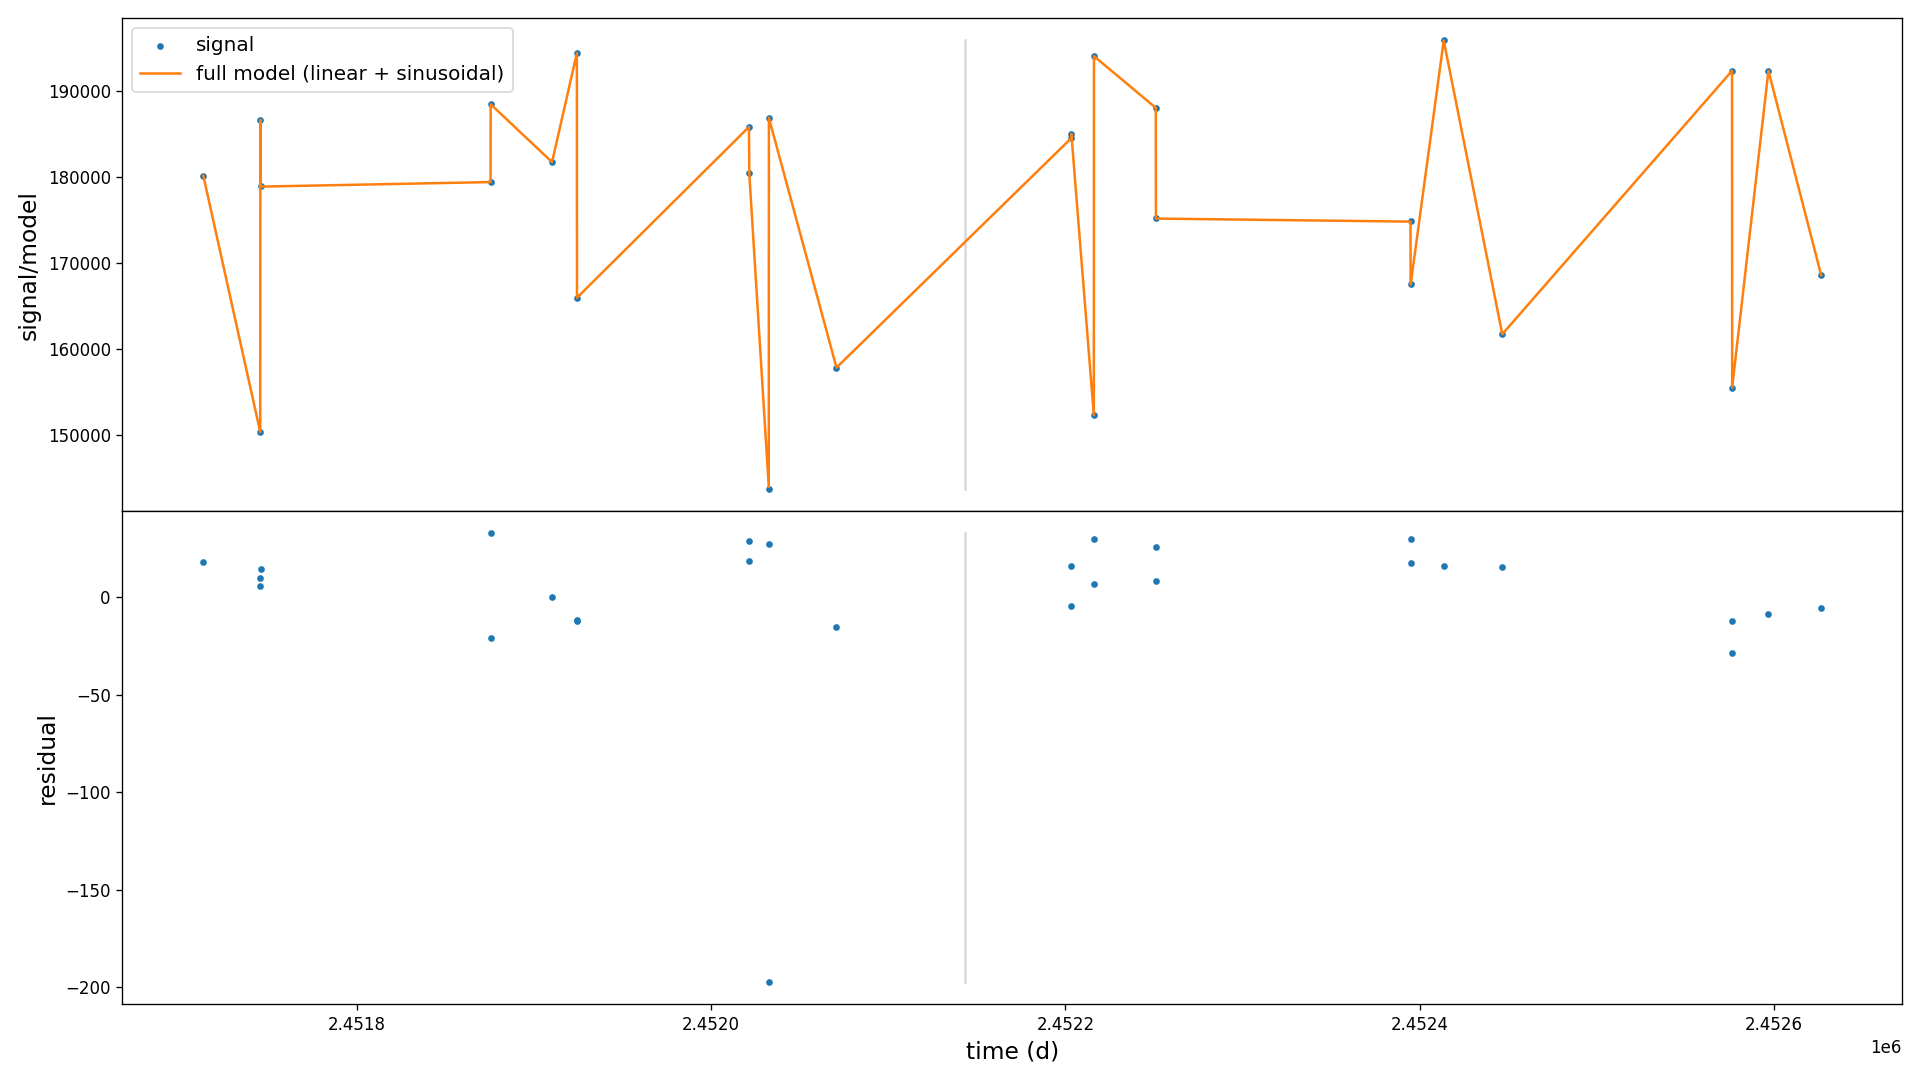 signal
full model (linear + sinusoidal)
190000
180000
170000
160000
150000
signal/model
0
−50
−100
−150
−200
residual
2.4518
2.4520
2.4522
2.4524
2.4526
1e6
time (d)